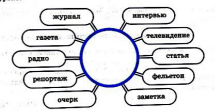 журнал
интервью
газета
телевидение
радио
статья
репортаж
фельетон
очерк
заметка